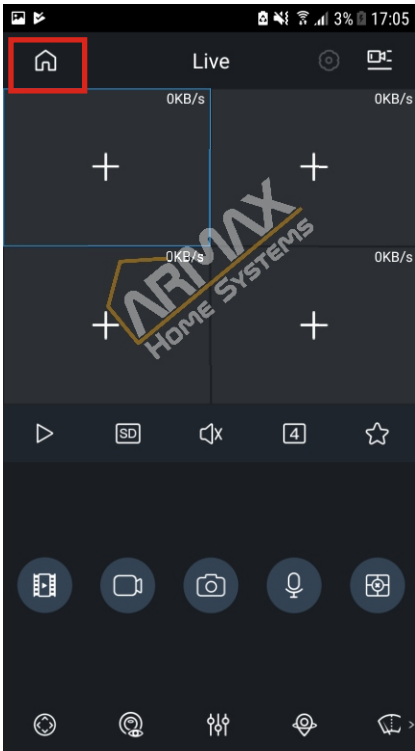 3% 17:05
Live
0KB/s
0KB/s
0KB/s
0KB/s
ARMAX
HOME SYSTEMS
SD
4